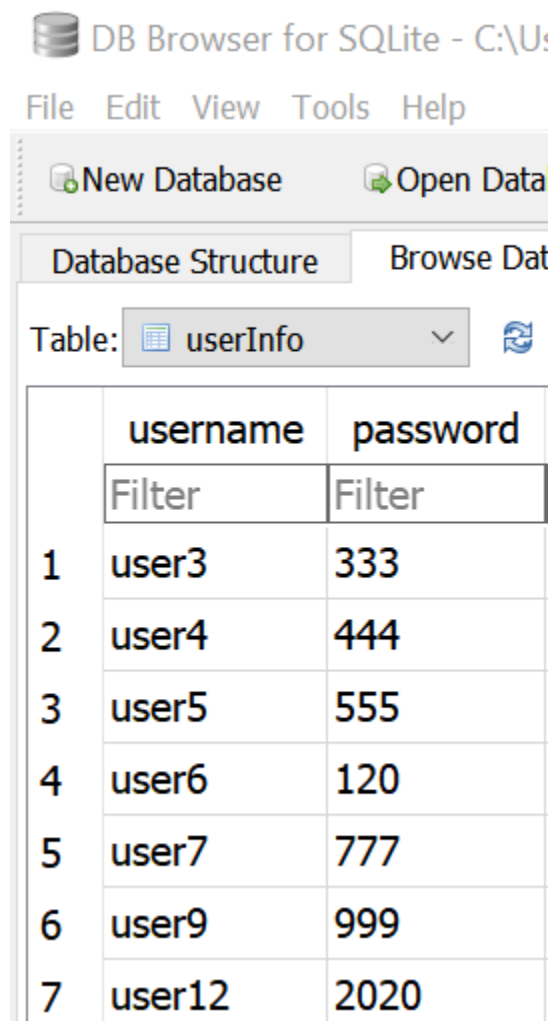 DB Browser for SQLite - C:\Us
File Edit View Tools Help
New Database Open Data
Database Structure Browse Dat
Table: userInfo
username password
Filter Filter
1 user3 333
2 user4 444
3 user5 555
4 user6 120
5 user7 777
6 user9 999
7 user12 2020